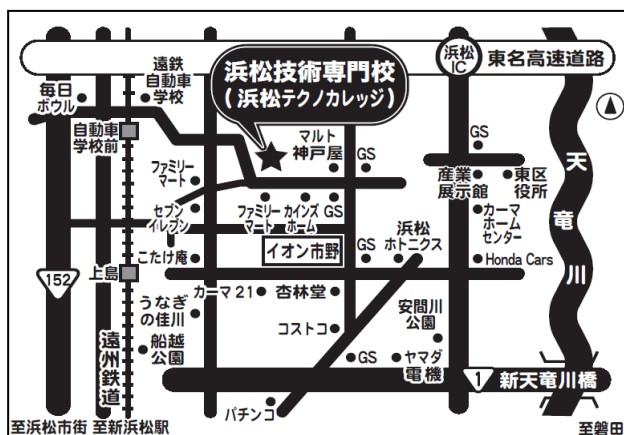 浜松
IC
東名高速道路
遠鉄
自動車
学校
浜松技術専門校
(浜松テクノカレッジ)
毎日
ボウル
自動車
学校前
マルト
神戸屋
GS
GS
ファミリー
マート
産業
展示館
東区
役所
天竜川
セブン
イレブン
ファミリー
マート
カインズ
ホーム
GS
浜松
ホトニクス
カーマ
ホーム
センター
こたけ庵
イオン市野
GS
Honda Cars
152
上島
カーマ21
杏林堂
うなぎ
の佳川
コストコ
安間川
公園
遠州鉄道
船越
公園
GS
ヤマダ
電機
1
新天竜川橋
パチンコ
至浜松市街
至新浜松駅
至磐田